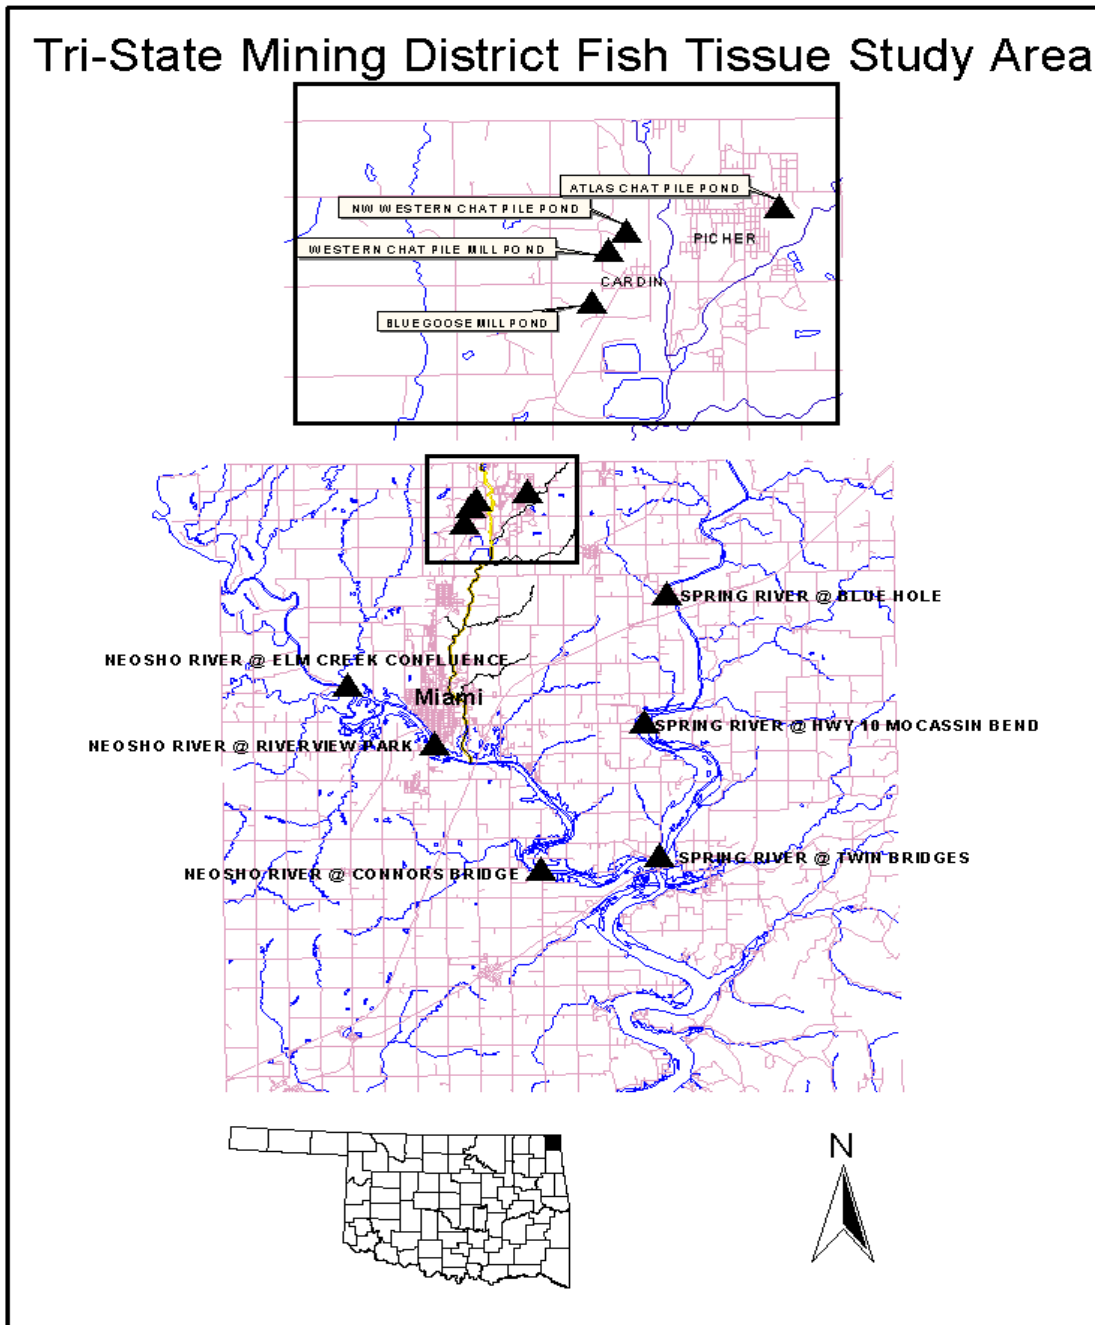 Tri-State Mining District Fish Tissue Study Area
ATLAS CHAT PILE POND
NW WESTERN CHAT PILE POND
PICHER
WESTERN CHAT PILE MILL POND
CARDIN
BLUE GOOSE MILL POND
SPRING RIVER @ BLUE HOLE
NEOSHO RIVER @ ELM CREEK CONFLUENCE
Miami
SPRING RIVER @ HWY 10 MOCASSIN BEND
NEOSHO RIVER @ RIVERVIEW PARK
SPRING RIVER @ TWIN BRIDGES
NEOSHO RIVER @ CONNORS BRIDGE
N